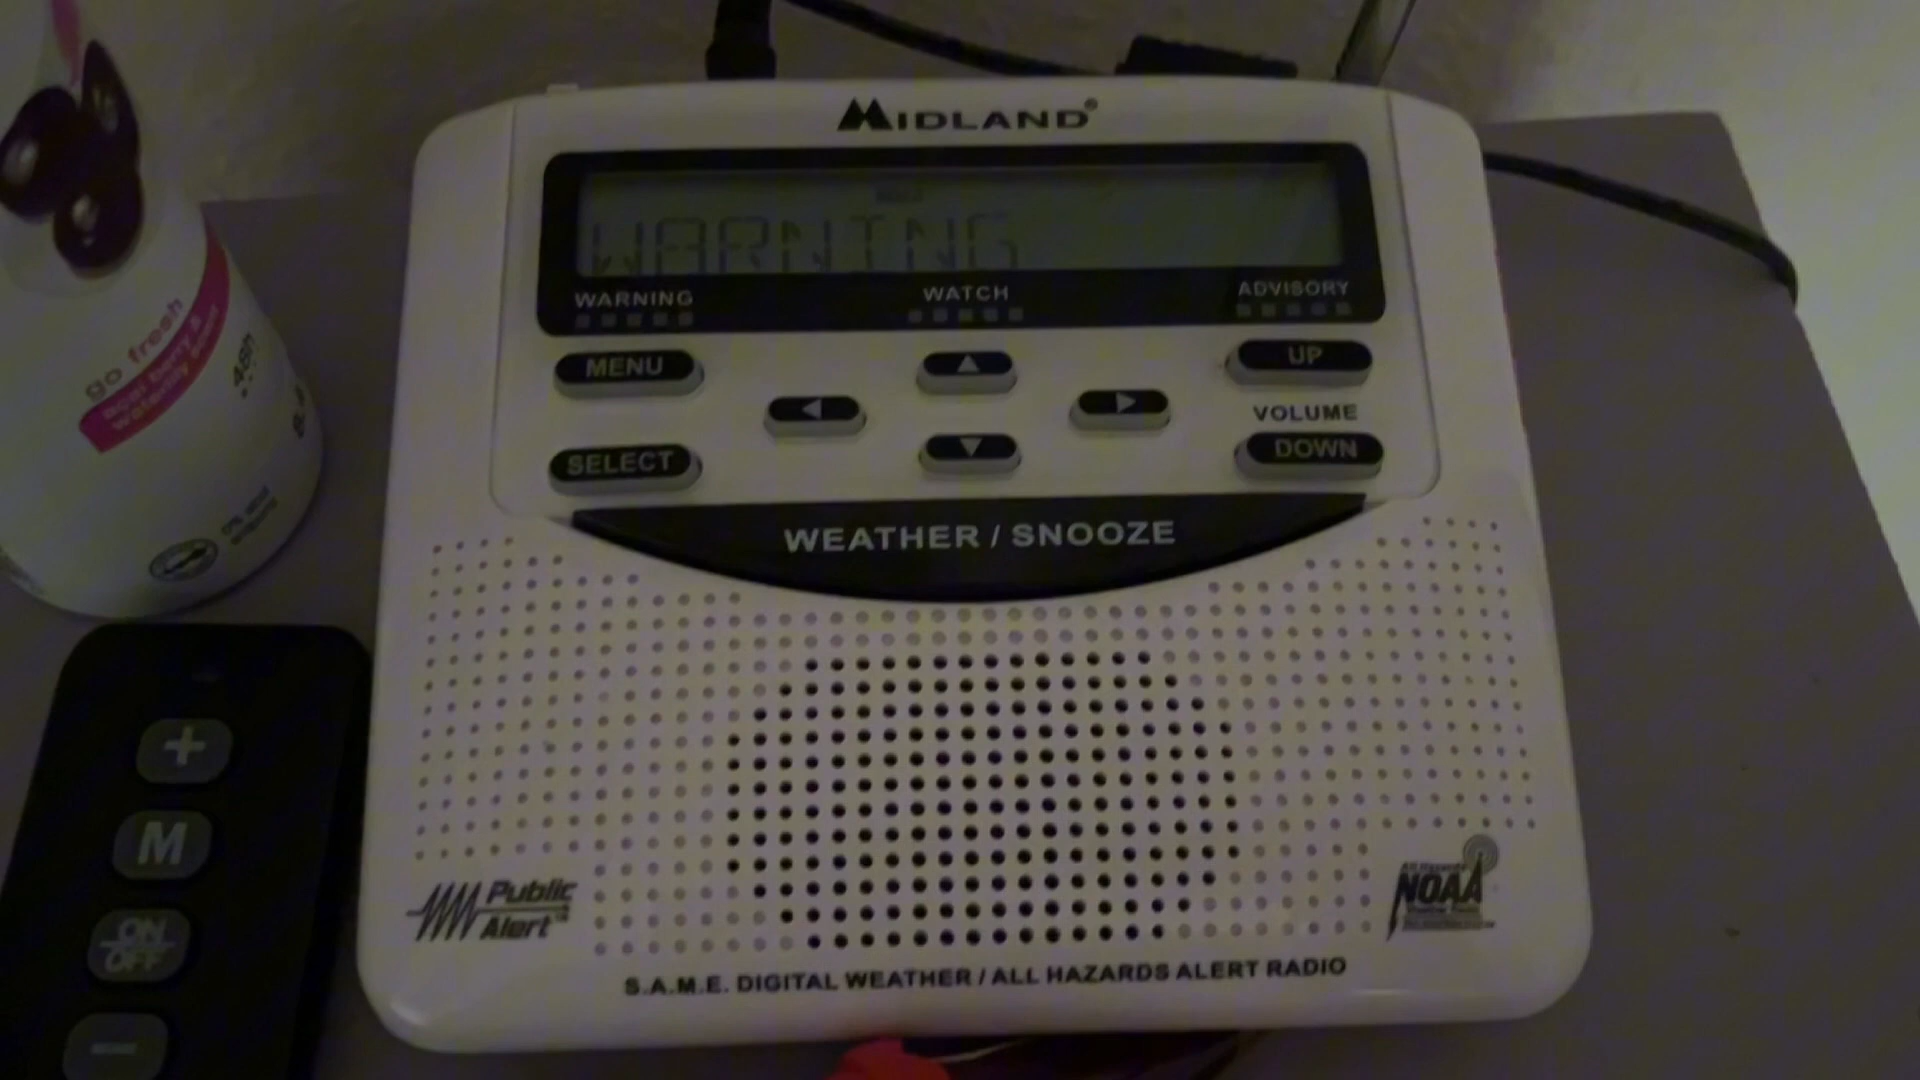 MIDLAND®
WARNING
WARNING WATCH ADVISORY
MENU UP
VOLUME
SELECT DOWN
WEATHER / SNOOZE
Public
Alert
NOAA
S.A.M.E. DIGITAL WEATHER / ALL HAZARDS ALERT RADIO
go fresh
48h
+
M
ON
OFF